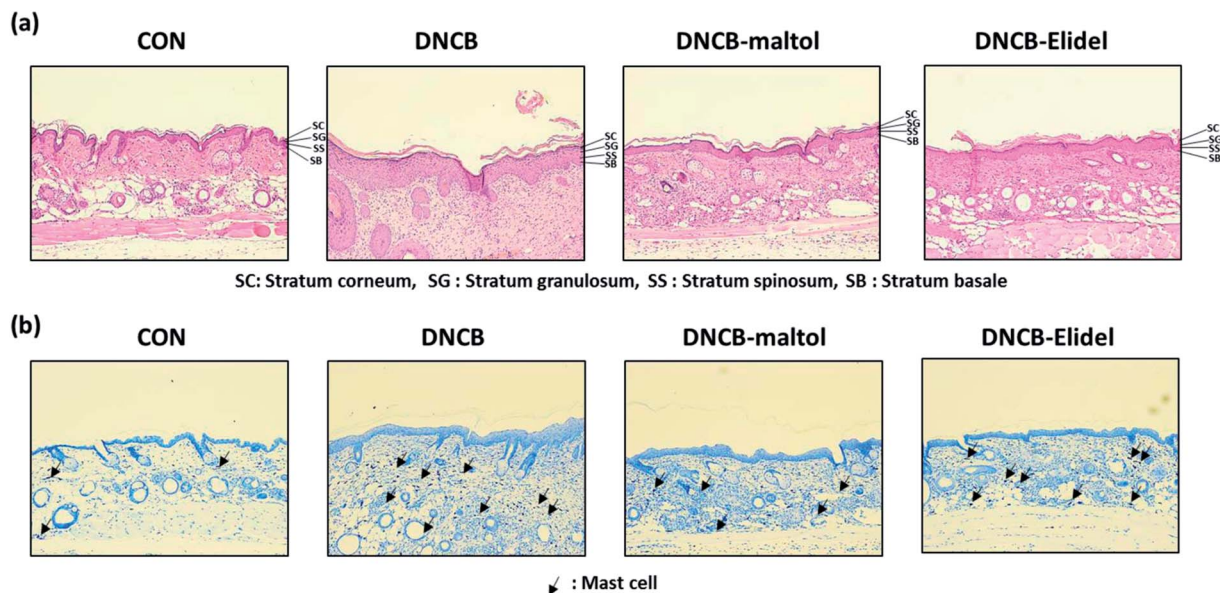 (a)
CON DNCB DNCB-maltol DNCB-Elidel
SC SG SS SB
SC SG SS SB
SC SG SS SB
SC SG SS SB
SC: Stratum corneum, SG : Stratum granulosum, SS : Stratum spinosum, SB : Stratum basale
(b)
CON DNCB DNCB-maltol DNCB-Elidel
: Mast cell